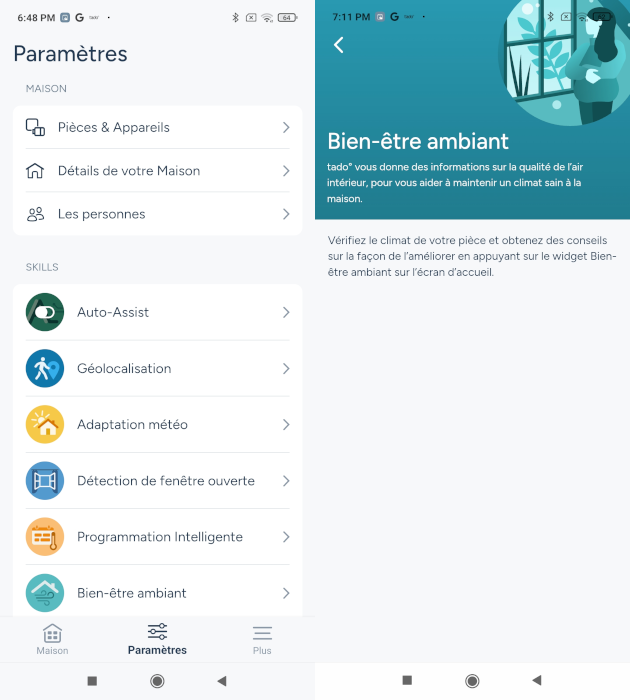 6:48 PM
64
Paramètres
MAISON
Pièces & Appareils
Détails de votre Maison
Les personnes
SKILLS
Auto-Assist
Géolocalisation
Adaptation météo
Détection de fenêtre ouverte
Programmation Intelligente
Bien-être ambiant
Maison
Paramètres
Plus
7:11 PM
Bien-être ambiant
tado° vous donne des informations sur la qualité de l'air
intérieur, pour vous aider à maintenir un climat sain à la
maison.
Vérifiez le climat de votre pièce et obtenez des conseils
sur la façon de l'améliorer en appuyant sur le widget Bien-
être ambiant sur l'écran d'accueil.